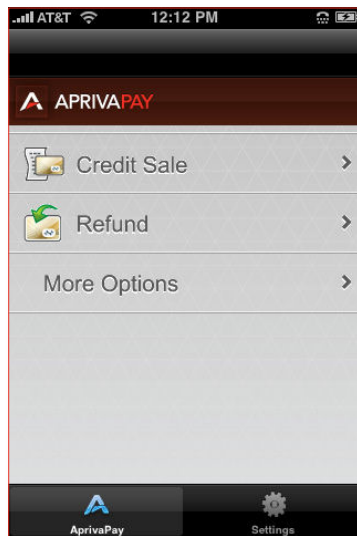 AT&T 12:12 PM
APRIVAPAY
Credit Sale
Refund
More Options
AprivaPay Settings